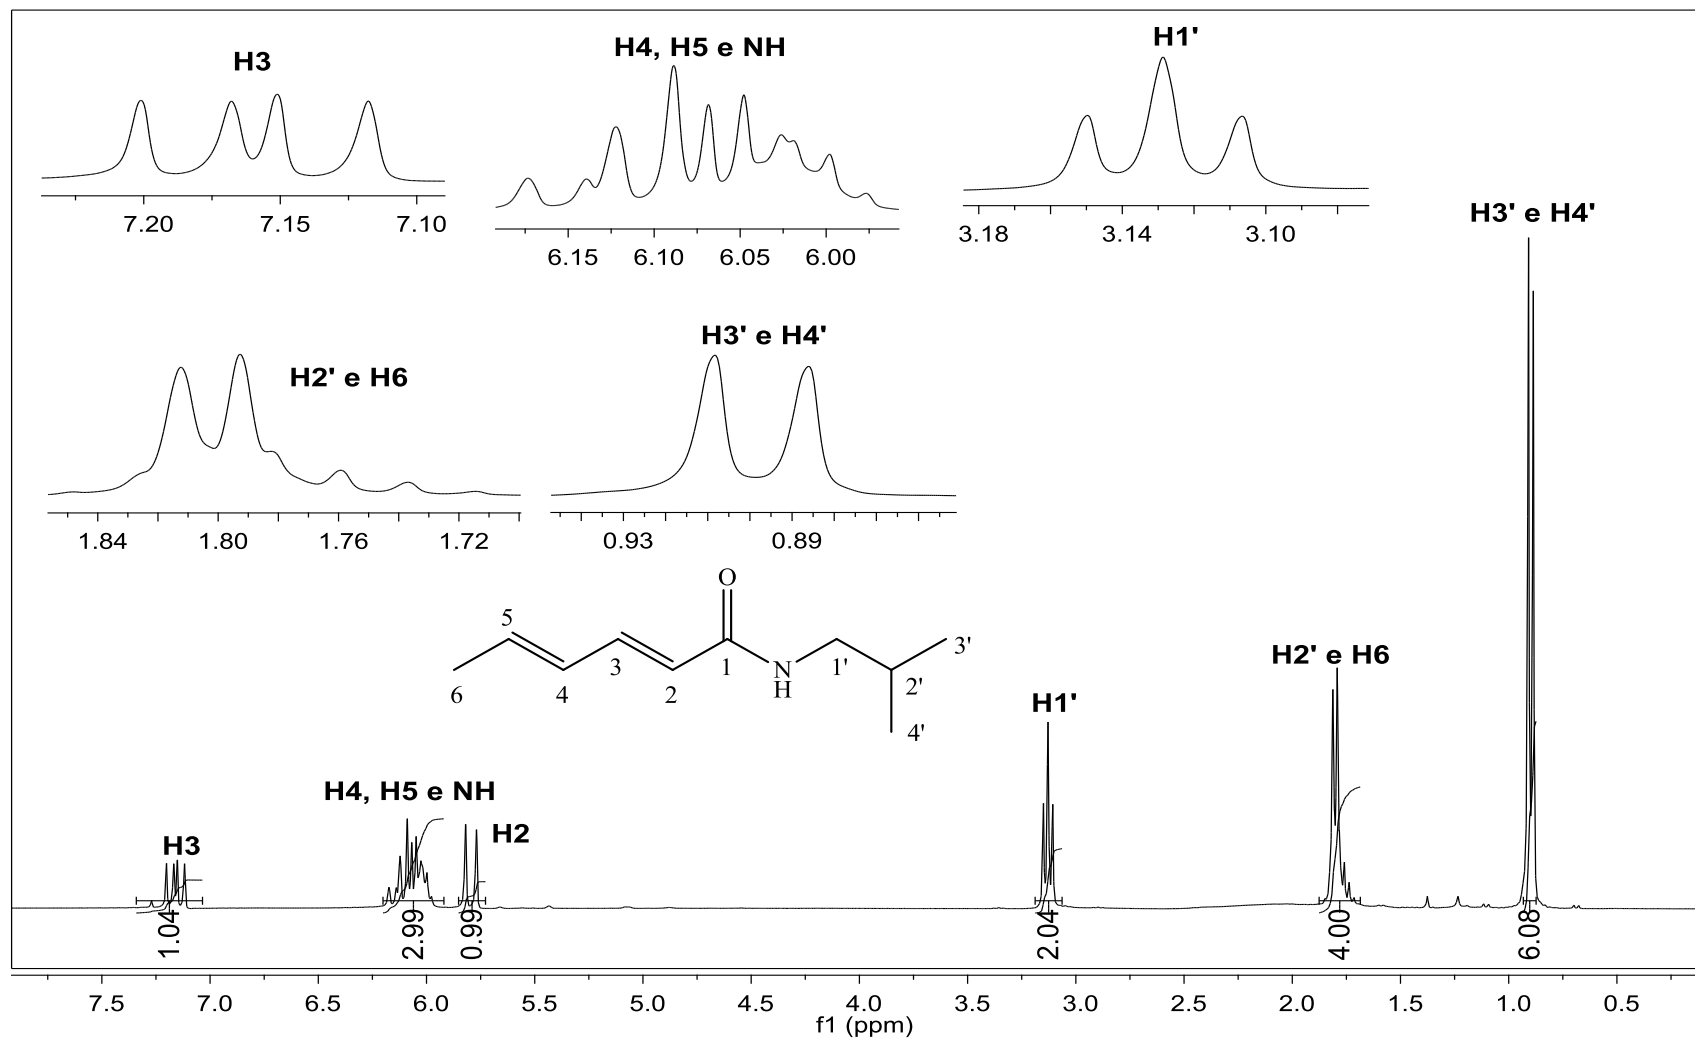 H3
7.20 7.15 7.10
H4, H5 e NH
6.15 6.10 6.05 6.00
H1'
3.18 3.14 3.10
H3' e H4'
H2' e H6
1.84 1.80 1.76 1.72
H3' e H4'
0.93 0.89
O
5
3'
3
1
N
H
1'
6
4
2
2'
4'
H3
H4, H5 e NH
H2
H1'
H2' e H6
1.04
2.99
0.99
2.04
4.00
6.08
7.5 7.0 6.5 6.0 5.5 5.0 4.5 4.0 3.5 3.0 2.5 2.0 1.5 1.0 0.5
f1 (ppm)